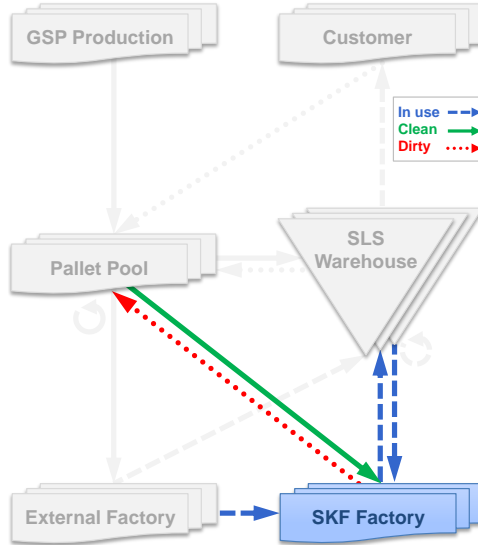 GSP Production
Customer
In use
Clean
Dirty
Pallet Pool
SLS
Warehouse
External Factory
SKF Factory